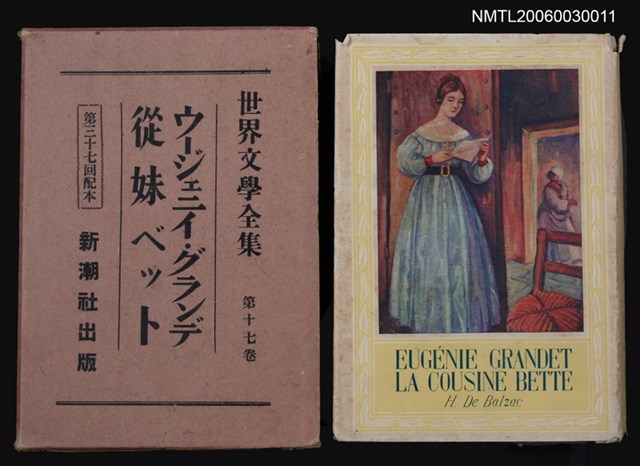 NMTL20060030011
世界文學全集 第十七卷
ウージェニイ・グランデ
從妹ベット
第三十七回配本
新潮社出版
EUGÉNIE GRANDET
LA COUSINE BETTE
H. De Balzac